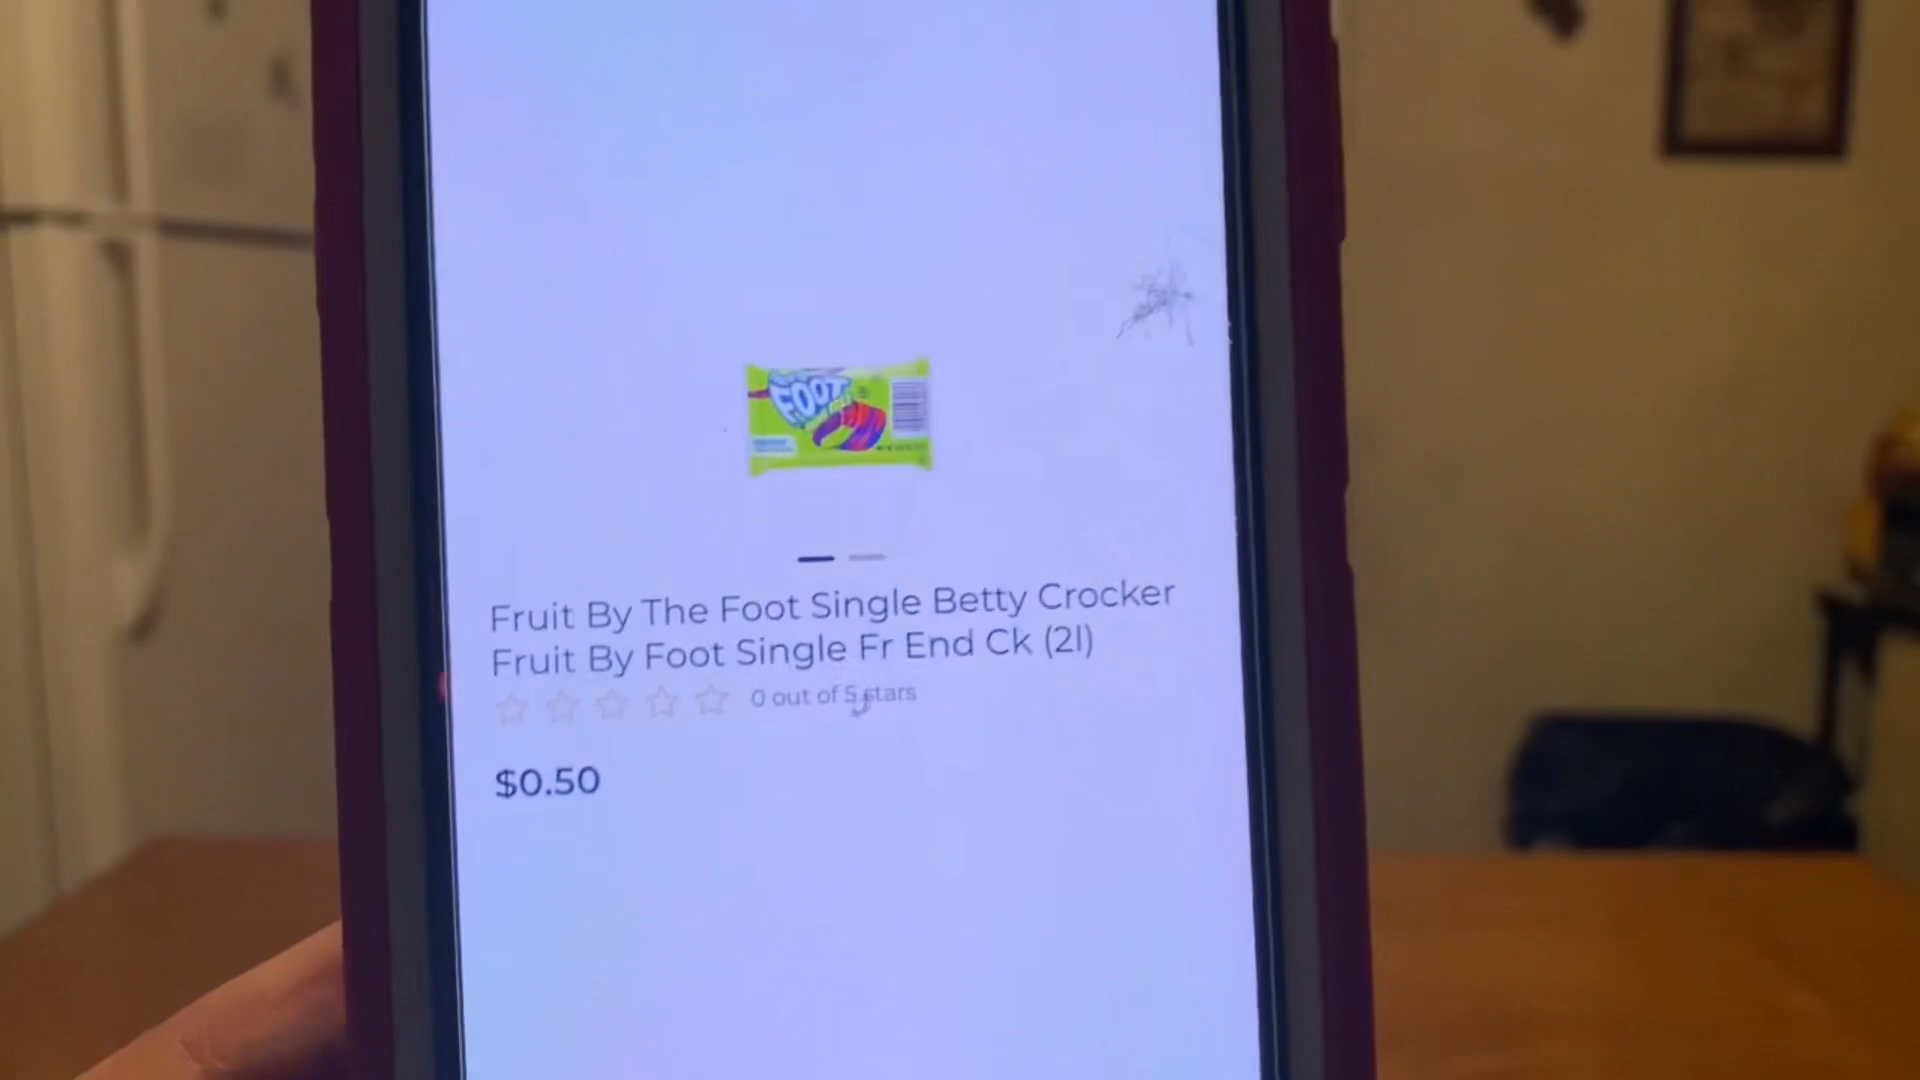 FOOT
Fruit By The Foot Single Betty Crocker
Fruit By Foot Single Fr End Ck (2l)
0 out of 5 stars
$0.50